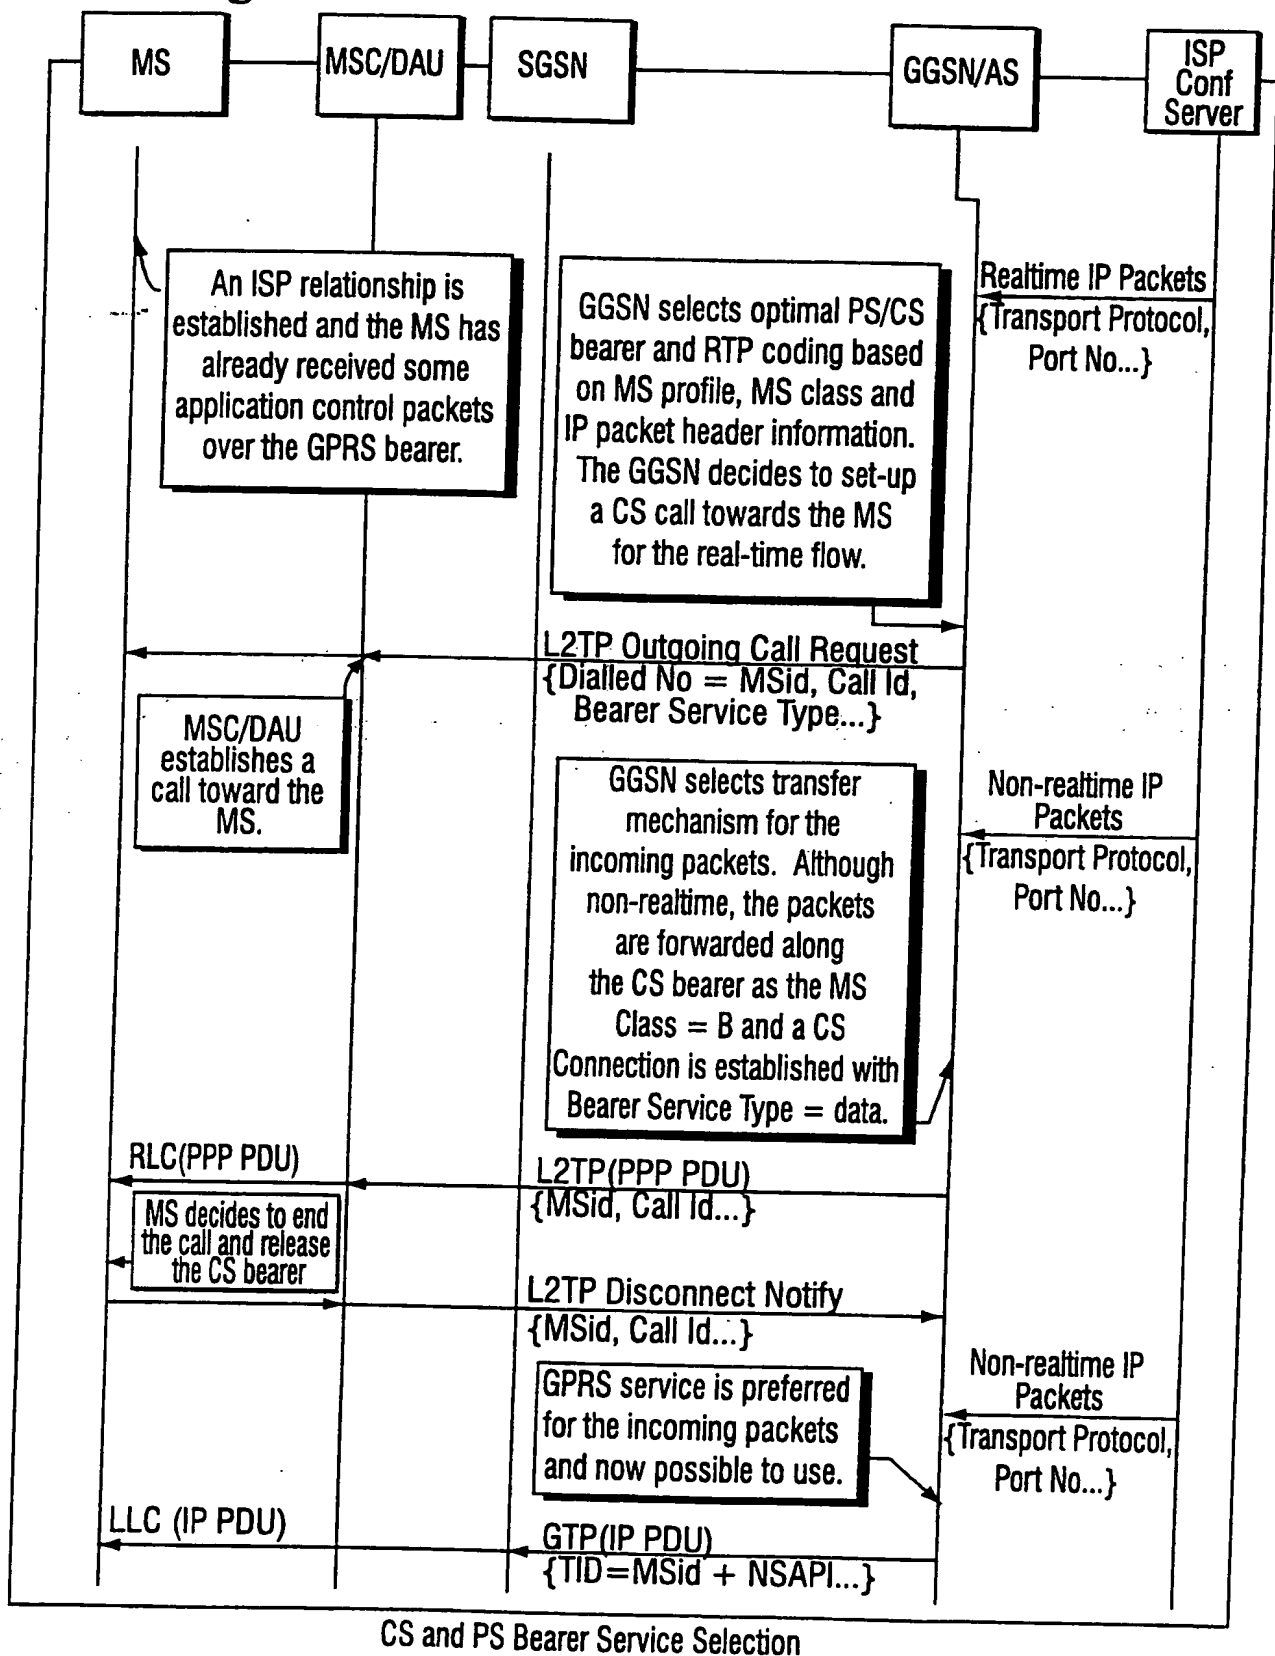 MS
MSC/DAU
SGSN
GGSN/AS
ISP
Conf
Server
An ISP relationship is
established and the MS has
already received some
application control packets
over the GPRS bearer.
GGSN selects optimal PS/CS
bearer and RTP coding based
on MS profile, MS class and
IP packet header information.
The GGSN decides to set-up
a CS call towards the MS
for the real-time flow.
Realtime IP Packets
{Transport Protocol,
Port No...}
L2TP Outgoing Call Request
{Dialled No = MSid, Call Id,
Bearer Service Type...}
MSC/DAU
establishes a
call toward the
MS.
GGSN selects transfer
mechanism for the
incoming packets. Although
non-realtime, the packets
are forwarded along
the CS bearer as the MS
Class = B and a CS
Connection is established with
Bearer Service Type = data.
Non-realtime IP
Packets
{Transport Protocol,
Port No...}
RLC(PPP PDU)
L2TP(PPP PDU)
{MSid, Call Id...}
MS decides to end
the call and release
the CS bearer
L2TP Disconnect Notify
{MSid, Call Id...}
GPRS service is preferred
for the incoming packets
and now possible to use.
Non-realtime IP
Packets
{Transport Protocol,
Port No...}
LLC (IP PDU)
GTP(IP PDU)
{TID=MSid + NSAPI...}
CS and PS Bearer Service Selection